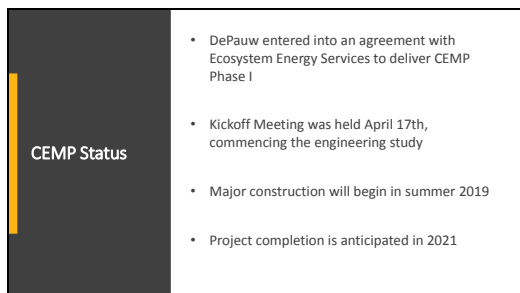 CEMP Status
• DePauw entered into an agreement with
Ecosystem Energy Services to deliver CEMP
Phase I
• Kickoff Meeting was held April 17th,
commencing the engineering study
• Major construction will begin in summer 2019
• Project completion is anticipated in 2021